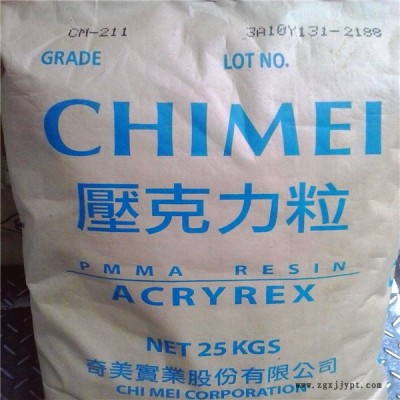 CM-211 3A10Y131-2188
GRADE LOT NO.
CHIMEI
壓克力粒
PMMA RESIN
ACRYREX
NET 25 KGS
奇美實業股份有限公司
CHI MEI CORPORATION
www.zgxjjypt.com